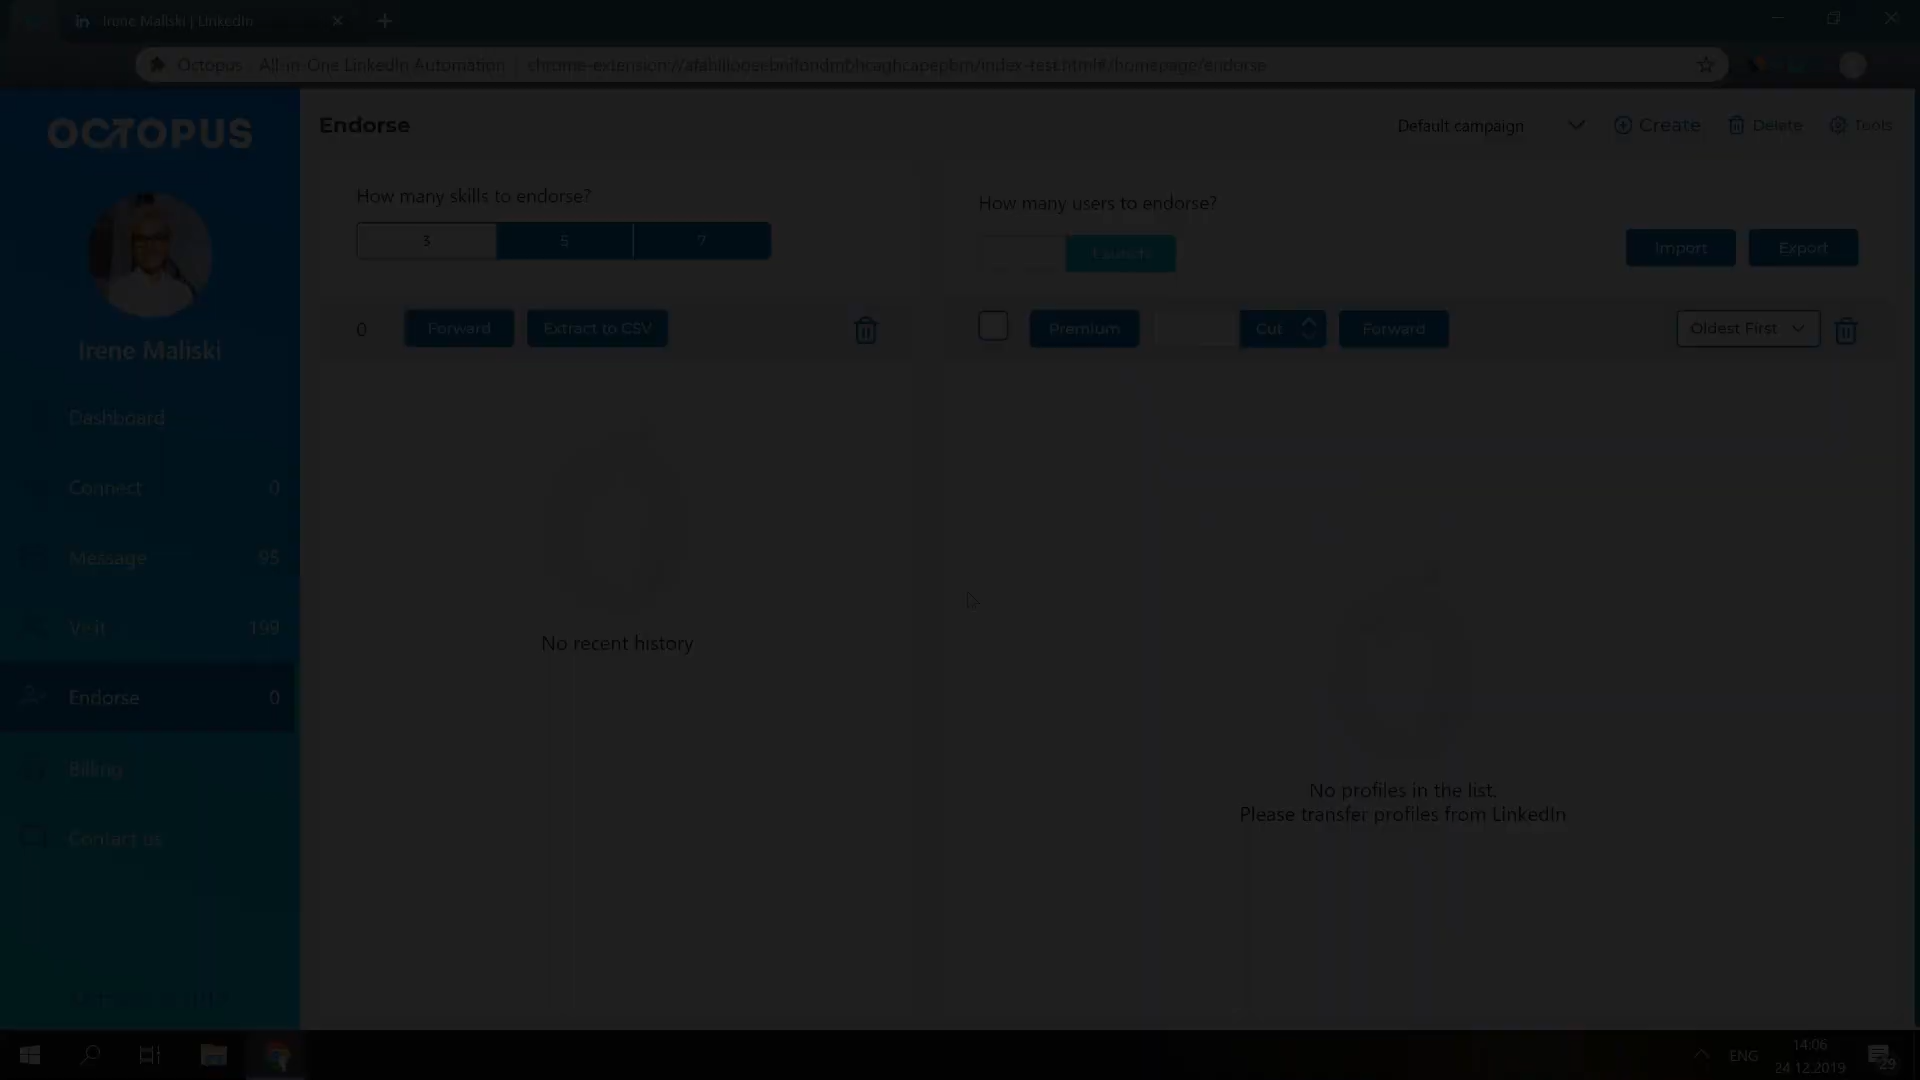 Irene Maliski | LinkedIn
Octopus - All-in-One LinkedIn Automation
OCTOPUS
Irene Maliski
Dashboard
Connect 0
Message 95
Visit 199
Endorse 0
Billing
Contact us
Endorse
Default campaign
Create
Delete
Tools
How many skills to endorse?
3 5 7
0 Forward Extract to CSV
No recent history
How many users to endorse?
Launch
Import Export
Premium Cut Forward Oldest First
No profiles in the list.
Please transfer profiles from LinkedIn
ENG
14:06
24.12.2019
29